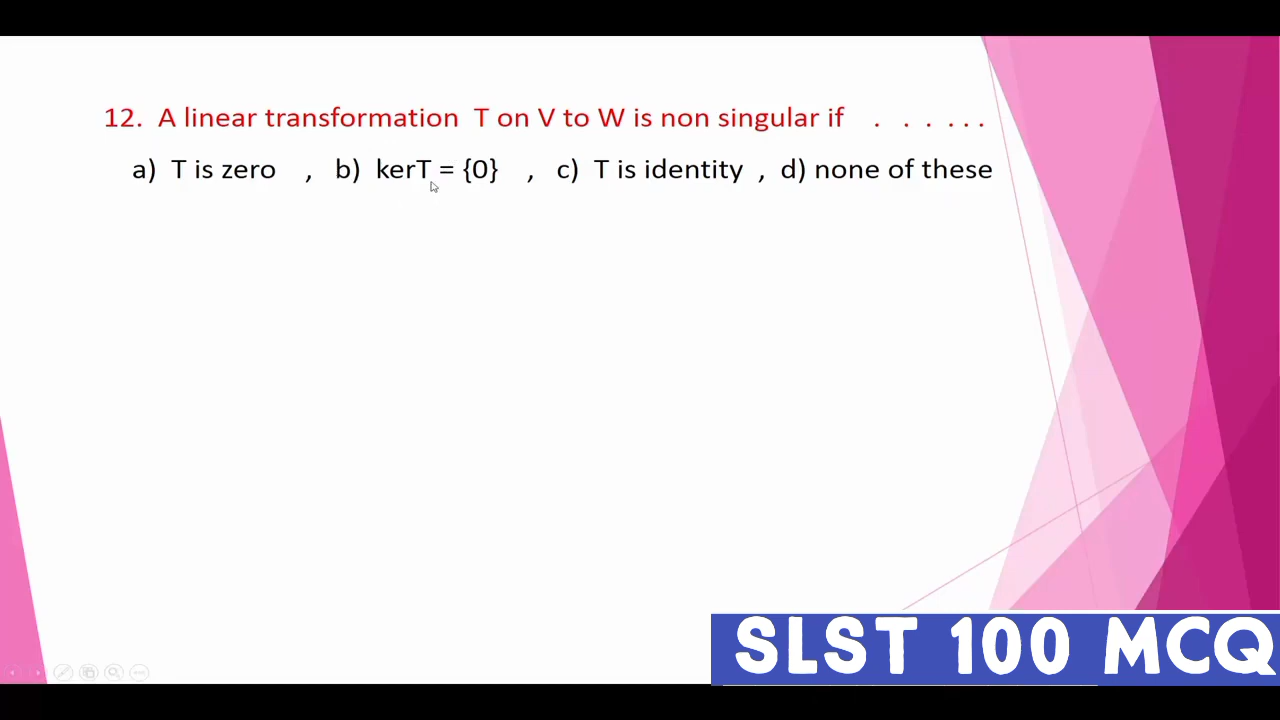 12. A linear transformation T on V to W is non singular if . . . . . .
a) T is zero , b) kerT = {0} , c) T is identity , d) none of these
SLST 100 MCQ